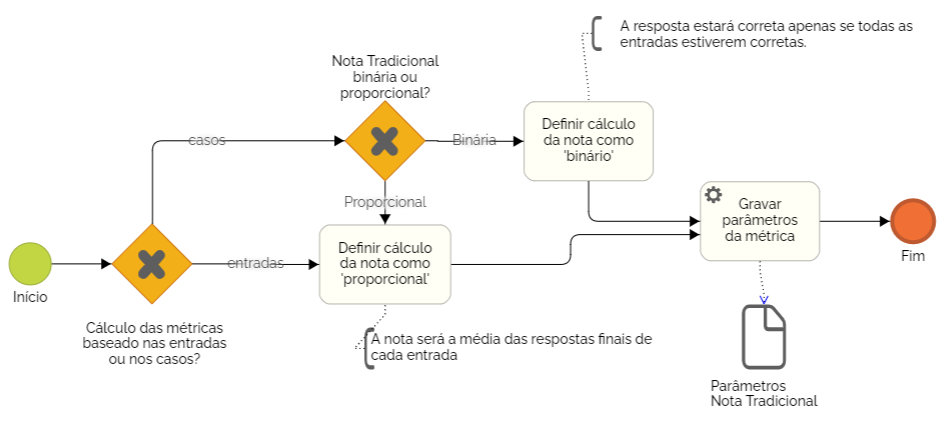 A resposta estará correta apenas se todas as
entradas estiverem corretas.
Nota Tradicional
binária ou
proporcional?
casos
Binária
Definir cálculo
da nota como
'binário'
Proporcional
Gravar
parâmetros
da métrica
Fim
Início
entradas
Definir cálculo
da nota como
'proporcional'
Cálculo das métricas
baseado nas entradas
ou nos casos?
A nota será a média das respostas finais de
cada entrada
Parâmetros
Nota Tradicional